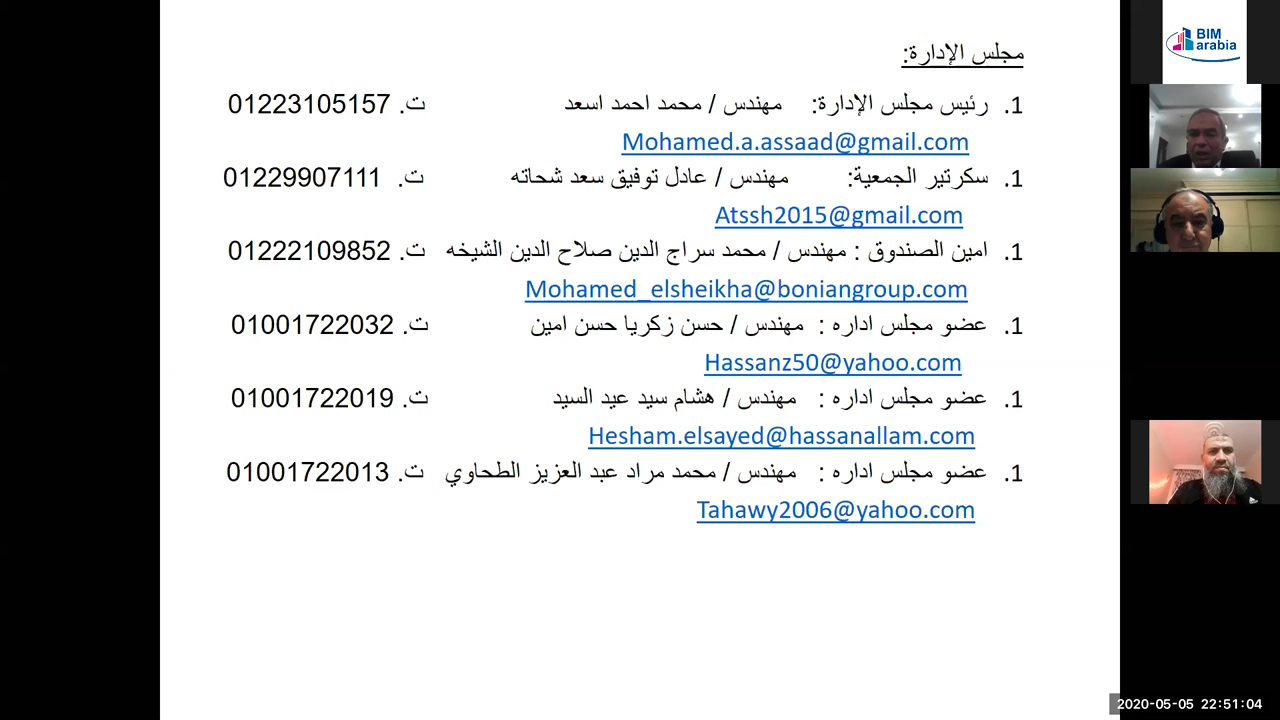 مجلس الإدارة:
1. رئيس مجلس الإدارة: مهندس / محمد احمد اسعد ت. 01223105157
Mohamed.a.assaad@gmail.com
1. سكرتير الجمعية: مهندس / عادل توفيق سعد شحاته ت. 01229907111
Atssh2015@gmail.com
1. امين الصندوق : مهندس / محمد سراج الدين صلاح الدين الشيخه ت. 01222109852
Mohamed_elsheikha@boniangroup.com
1. عضو مجلس اداره : مهندس / حسن زكريا حسن امين ت. 01001722032
Hassanz50@yahoo.com
1. عضو مجلس اداره : مهندس / هشام سيد عيد السيد ت. 01001722019
Hesham.elsayed@hassanallam.com
1. عضو مجلس اداره : مهندس / محمد مراد عبد العزيز الطحاوي ت. 01001722013
Tahawy2006@yahoo.com
BIM
arabia
2020-05-05 22:51:04